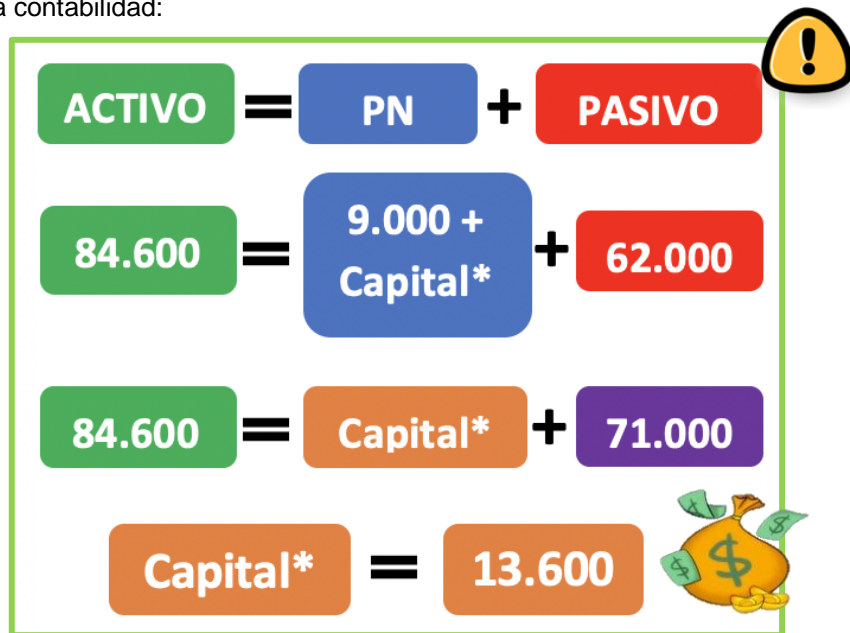 a contabilidad:
ACTIVO = PN + PASIVO
84.600 = 9.000 + Capital* + 62.000
84.600 = Capital* + 71.000
Capital* = 13.600